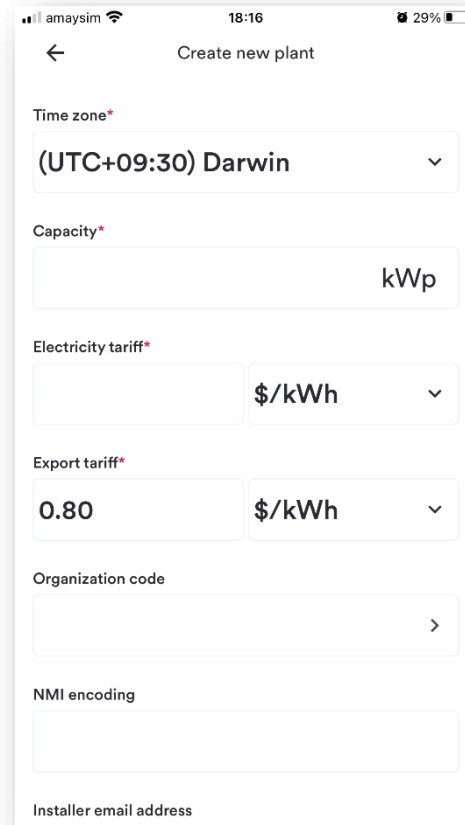 amaysim 18:16 29%
Create new plant
Time zone*
(UTC+09:30) Darwin
Capacity*
kWp
Electricity tariff*
$/kWh
Export tariff*
0.80 $/kWh
Organization code
NMI encoding
Installer email address